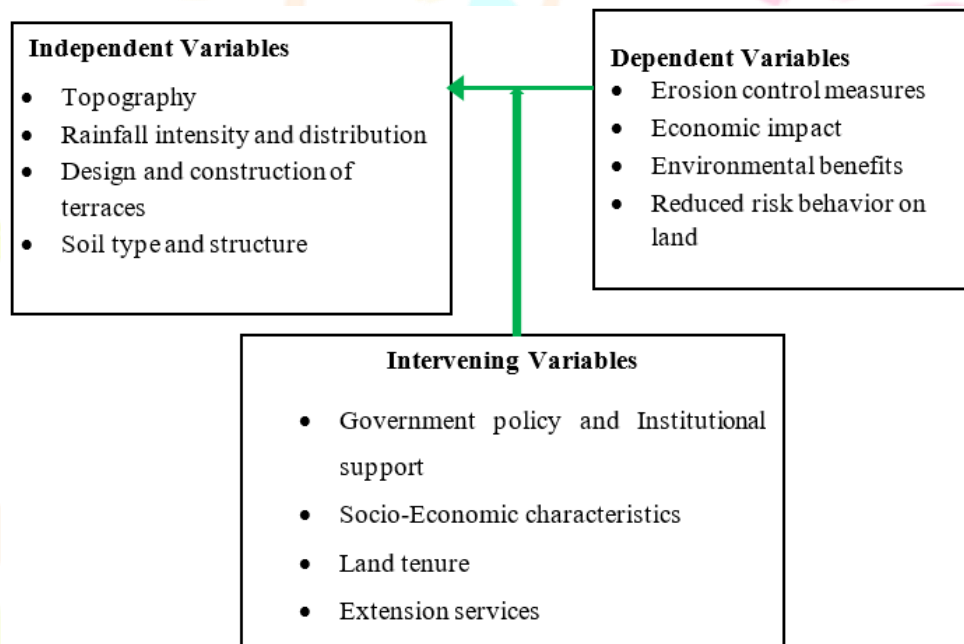 Independent Variables
• Topography
• Rainfall intensity and distribution
• Design and construction of
terraces
• Soil type and structure
Dependent Variables
• Erosion control measures
• Economic impact
• Environmental benefits
• Reduced risk behavior on
land
Intervening Variables
• Government policy and Institutional
support
• Socio-Economic characteristics
• Land tenure
• Extension services